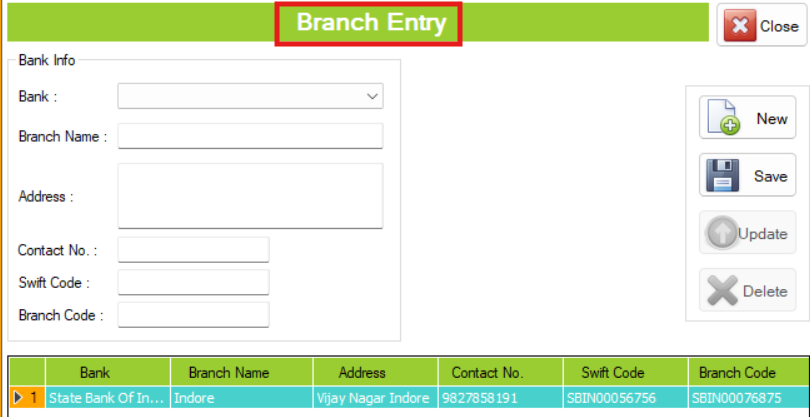 Branch Entry
Close
Bank Info
Bank :
Branch Name :
Address :
Contact No. :
Swift Code :
Branch Code :
New
Save
Update
Delete
Bank Branch Name Address Contact No. Swift Code Branch Code
1 State Bank Of In... Indore Vijay Nagar Indore 9827858191 SBIN00056756 SBIN00076875